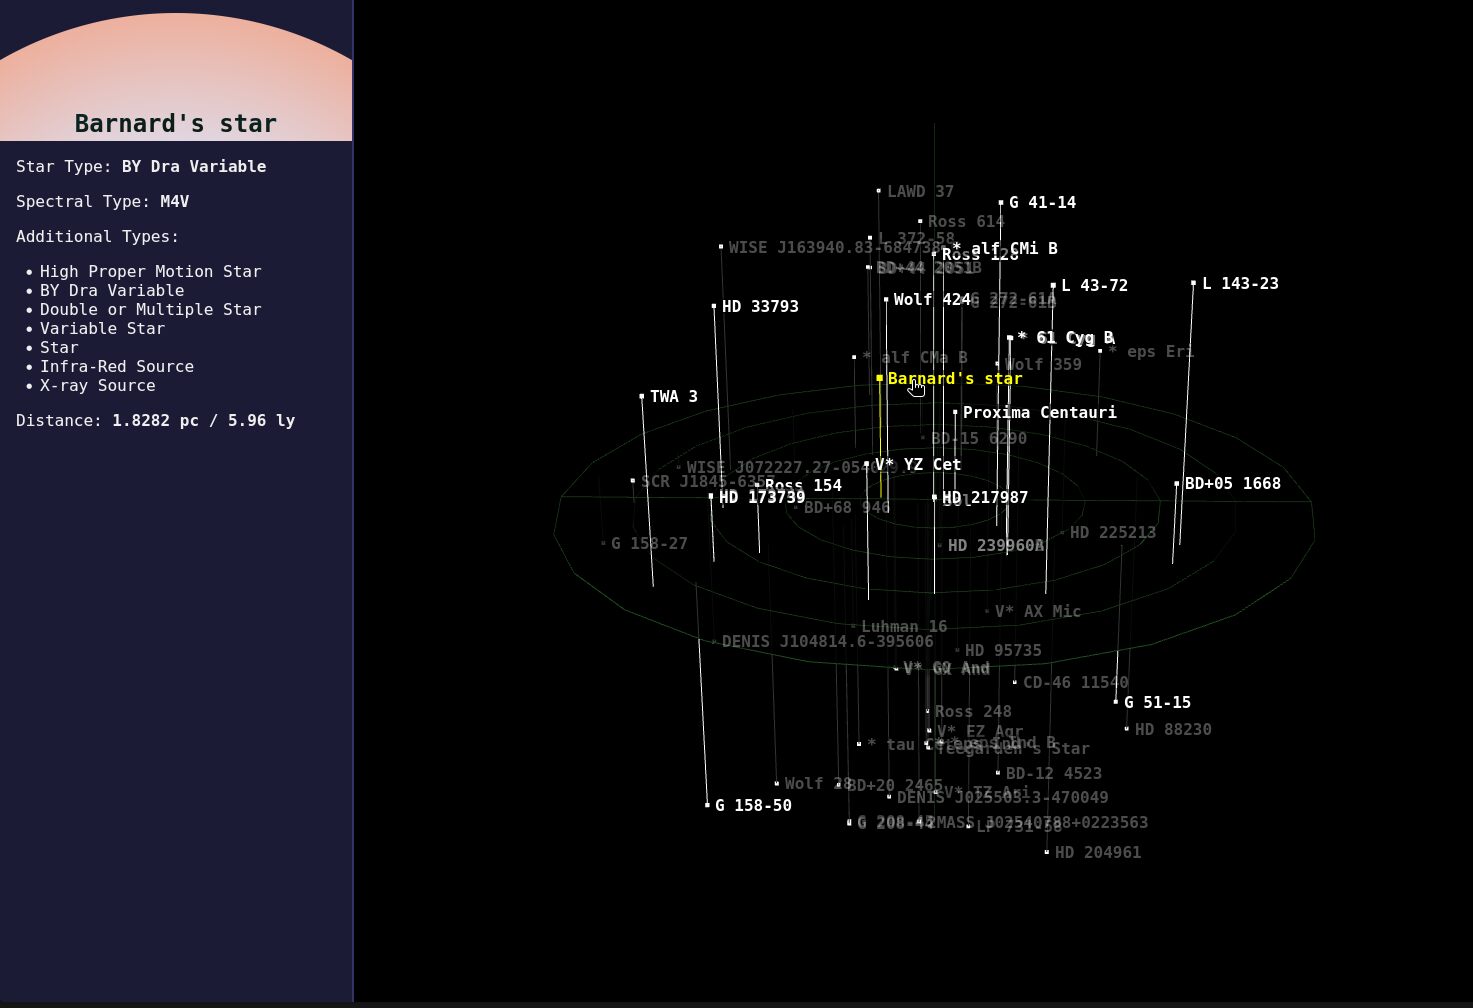 Barnard's star
Star Type: BY Dra Variable
Spectral Type: M4V
Additional Types:
• High Proper Motion Star
• BY Dra Variable
• Double or Multiple Star
• Variable Star
• Star
• Infra-Red Source
• X-ray Source
Distance: 1.8282 pc / 5.96 ly
LAWD 37
G 41-14
Ross 614
L 372-58
WISE J163940.83-684738
* alf CMi B
Ross 128
L 43-72
L 143-23
Wolf 424
G 272-61A
G 272-61B
HD 33793
* 61 Cyg B
* eps Eri
* alf CMa B
Wolf 359
Barnard's star
TWA 3
Proxima Centauri
BD-15 6290
V* YZ Cet
WISE J072227.27-0540
SCR J1845-6357
Ross 154
HD 173739
HD 217987
Sol
BD+05 1668
BD+68 946
HD 225213
G 158-27
HD 239960A
V* AX Mic
Luhman 16
DENIS J104814.6-395606
HD 95735
V* GX And
CD-46 11540
G 51-15
Ross 248
HD 88230
V* EZ Aqr
* tau
Ind B
Teegarden's Star
BD-12 4523
Wolf 28
BD+20 2465
V* TZ Ari
DENIS J025503.3-470049
G 158-50
G 208-45
2MASS J02540788+0223563
LP 731-58
HD 204961